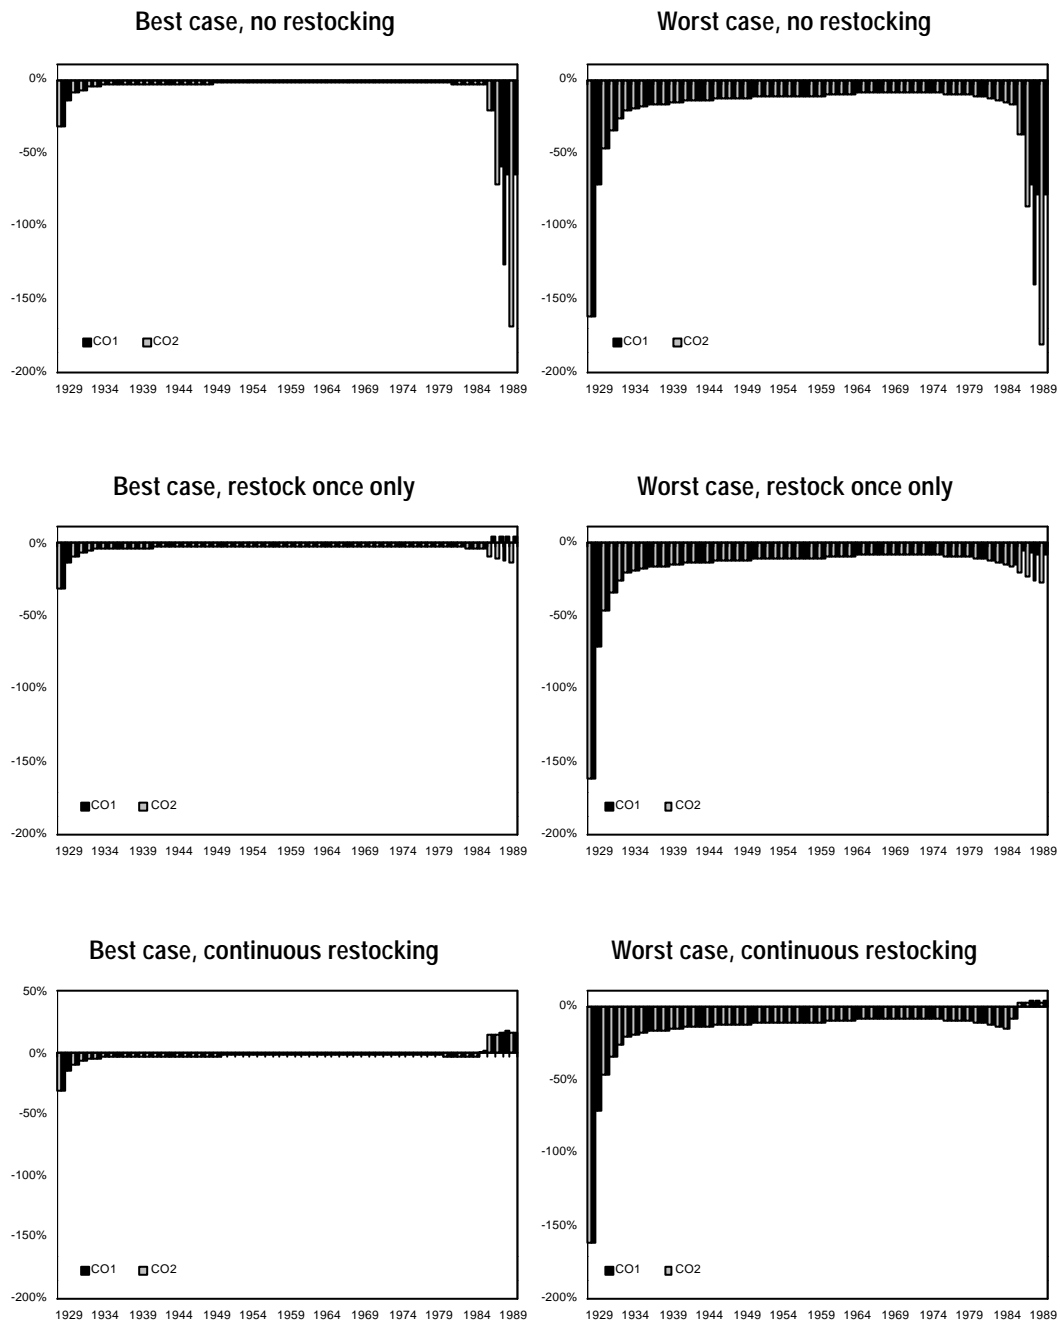 Best case, no restocking
0%
-50%
-100%
-150%
-200%
CO1 CO2
1929 1934 1939 1944 1949 1954 1959 1964 1969 1974 1979 1984 1989
Worst case, no restocking
0%
-50%
-100%
-150%
-200%
CO1 CO2
1929 1934 1939 1944 1949 1954 1959 1964 1969 1974 1979 1984 1989
Best case, restock once only
0%
-50%
-100%
-150%
-200%
CO1 CO2
1929 1934 1939 1944 1949 1954 1959 1964 1969 1974 1979 1984 1989
Worst case, restock once only
0%
-50%
-100%
-150%
-200%
CO1 CO2
1929 1934 1939 1944 1949 1954 1959 1964 1969 1974 1979 1984 1989
Best case, continuous restocking
50%
0%
-50%
-100%
-150%
-200%
CO1 CO2
1929 1934 1939 1944 1949 1954 1959 1964 1969 1974 1979 1984 1989
Worst case, continuous restocking
0%
-50%
-100%
-150%
-200%
CO1 CO2
1929 1934 1939 1944 1949 1954 1959 1964 1969 1974 1979 1984 1989